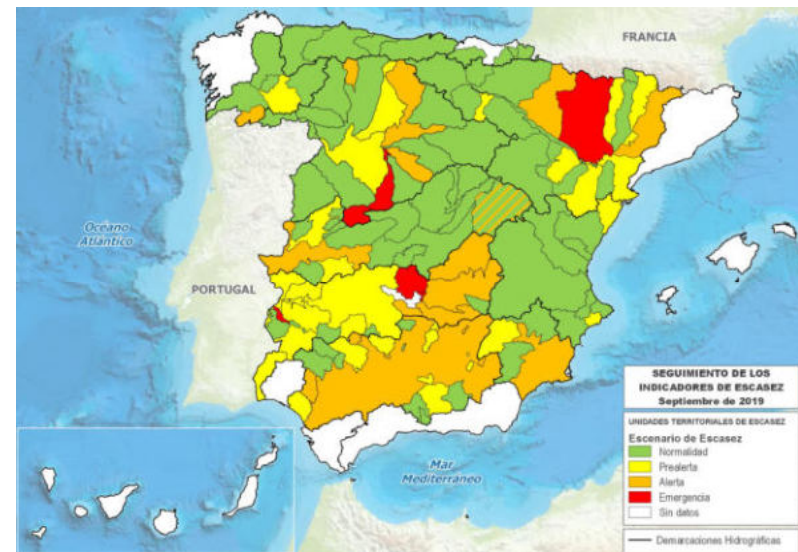 FRANCIA
Océano
Atlántico
PORTUGAL
Mar
Mediterraneo
SEGUIMIENTO DE LOS
INDICADORES DE ESCASEZ
Septiembre de 2019
UNIDADES TERRITORIALES DE ESCASEZ
Escenario de Escasez
Normalidad
Prealerta
Alerta
Emergencia
Sin datos
Demarcaciones Hidrográficas